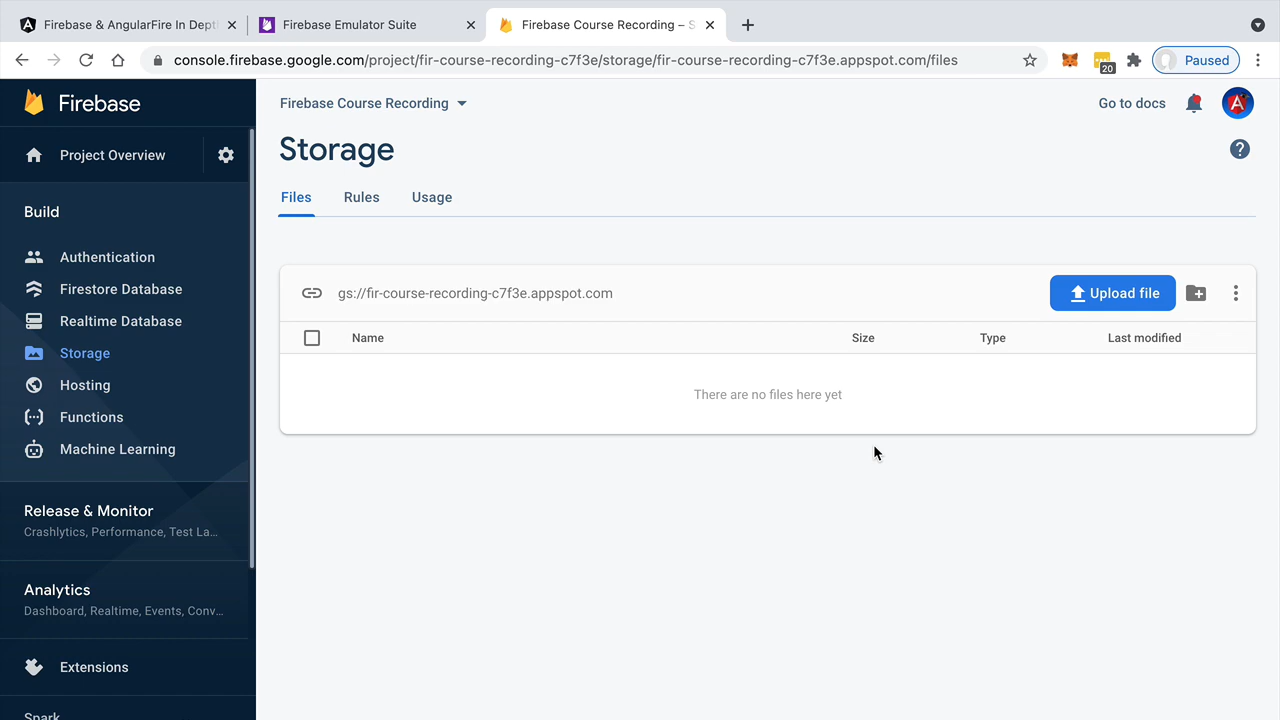 Firebase & AngularFire In Dept
Firebase Emulator Suite
Firebase Course Recording – S
console.firebase.google.com/project/fir-course-recording-c7f3e/storage/fir-course-recording-c7f3e.appspot.com/files
20
Paused
Firebase
Firebase Course Recording
Go to docs
Project Overview
Storage
Files
Rules
Usage
Build
Authentication
Firestore Database
Realtime Database
Storage
Hosting
Functions
Machine Learning
gs://fir-course-recording-c7f3e.appspot.com
Upload file
Name
Size
Type
Last modified
There are no files here yet
Release & Monitor
Crashlytics, Performance, Test La...
Analytics
Dashboard, Realtime, Events, Conv...
Extensions
Spark